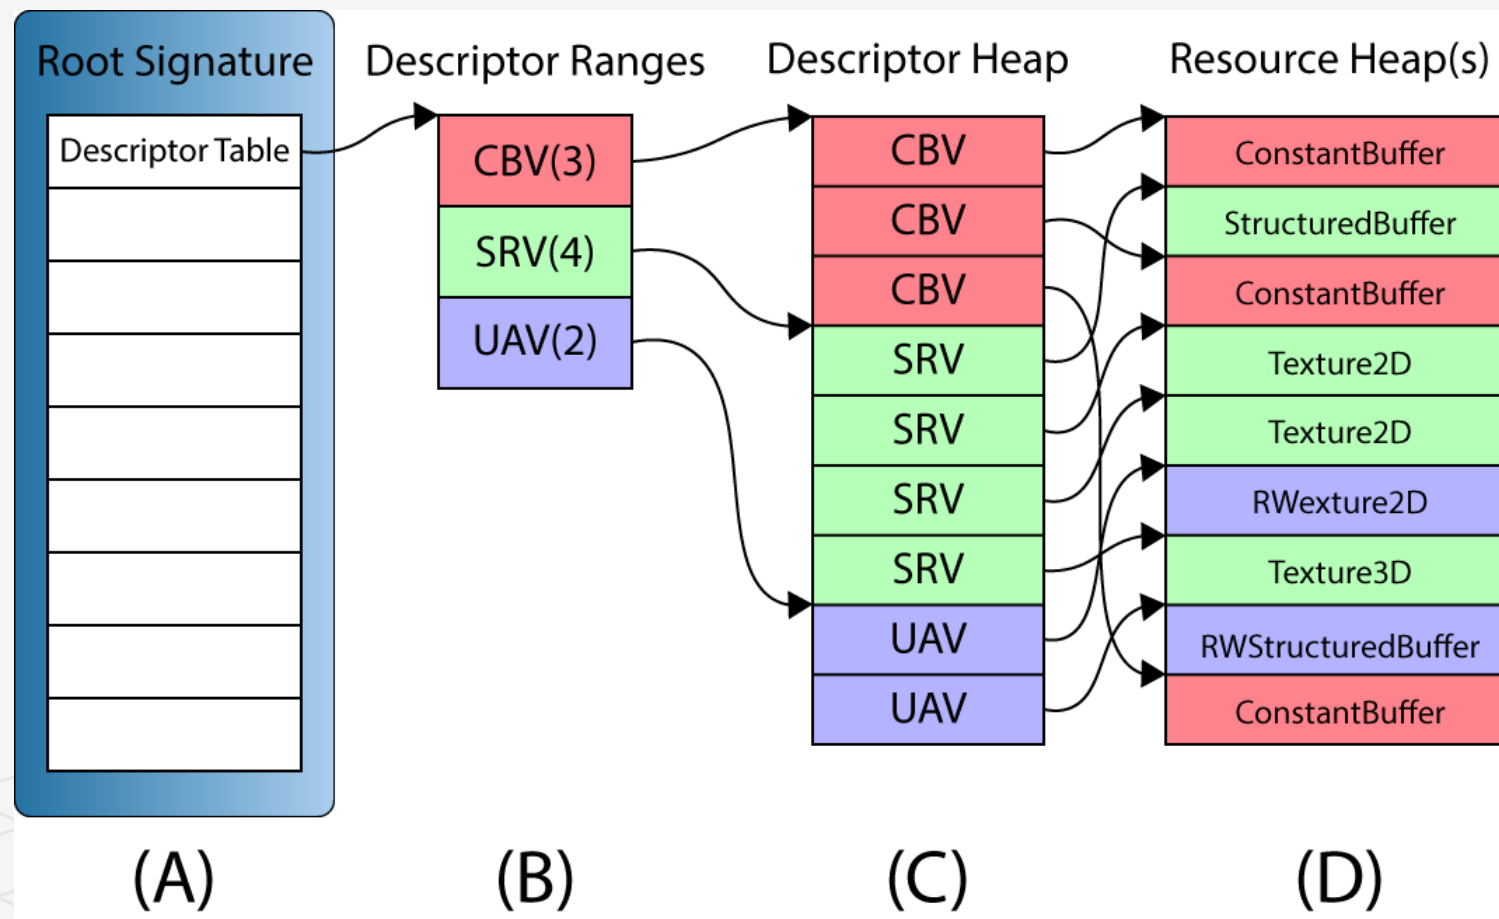 Root Signature
Descriptor Table
(A)
Descriptor Ranges
CBV(3)
SRV(4)
UAV(2)
(B)
Descriptor Heap
CBV
CBV
CBV
SRV
SRV
SRV
SRV
UAV
UAV
(C)
Resource Heap(s)
ConstantBuffer
StructuredBuffer
ConstantBuffer
Texture2D
Texture2D
RWexture2D
Texture3D
RWStructuredBuffer
ConstantBuffer
(D)